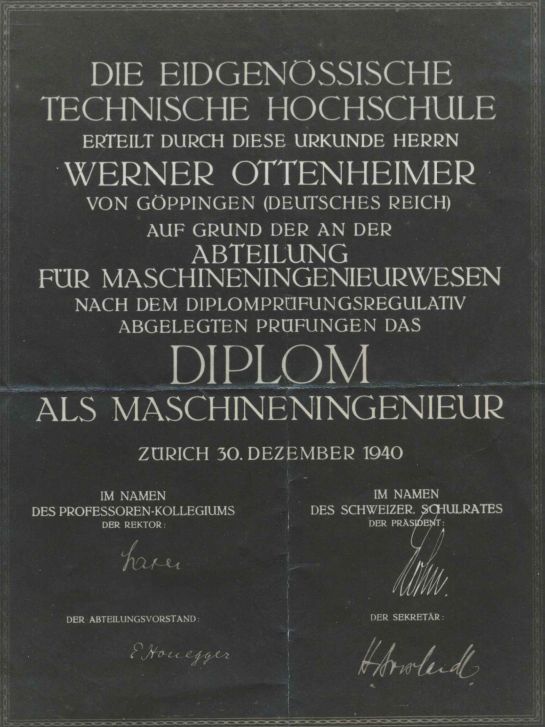 DIE EIDGENÖSSISCHE
TECHNISCHE HOCHSCHULE
ERTEILT DURCH DIESE URKUNDE HERRN
WERNER OTTENHEIMER
VON GÖPPINGEN (DEUTSCHES REICH)
AUF GRUND DER AN DER
ABTEILUNG
FÜR MASCHINENINGENIEURWESEN
NACH DEM DIPLOMPRÜFUNGSREGULATIV
ABGELEGTEN PRÜFUNGEN DAS
DIPLOM
ALS MASCHINENINGENIEUR
ZÜRICH 30. DEZEMBER 1940
IM NAMEN
DES PROFESSOREN-KOLLEGIUMS
DER REKTOR:
IM NAMEN
DES SCHWEIZER. SCHULRATES
DER PRÄSIDENT:
DER ABTEILUNGSVORSTAND:
E Honegger
DER SEKRETÄR: